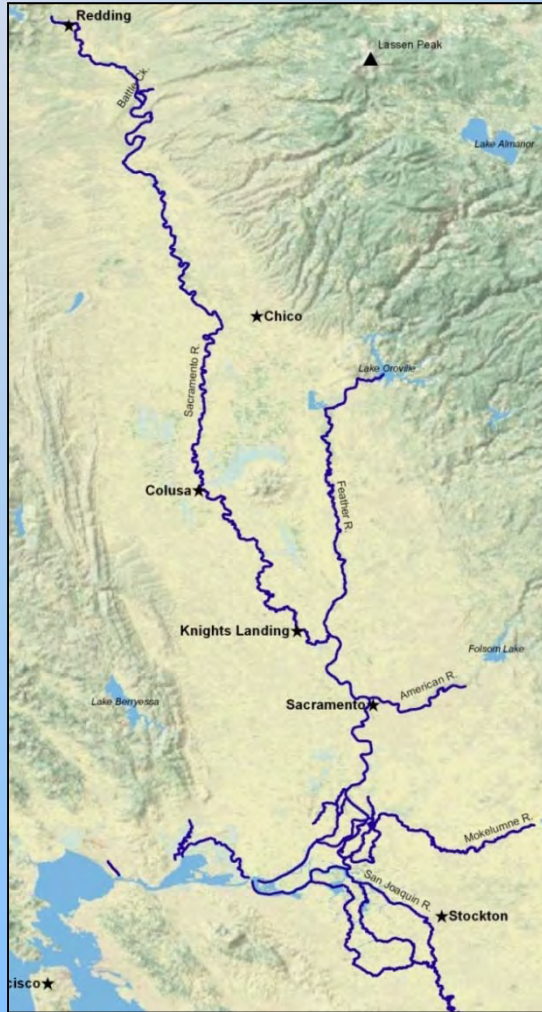 Redding
Lassen Peak
Battle Ck.
Lake Almanor
Chico
Sacramento R.
Lake Oroville
Colusa
Feather R.
Knights Landing
Folsom Lake
American R.
Lake Berryessa
Sacramento
Mokelumne R.
San Joaquin R.
Stockton
cisco